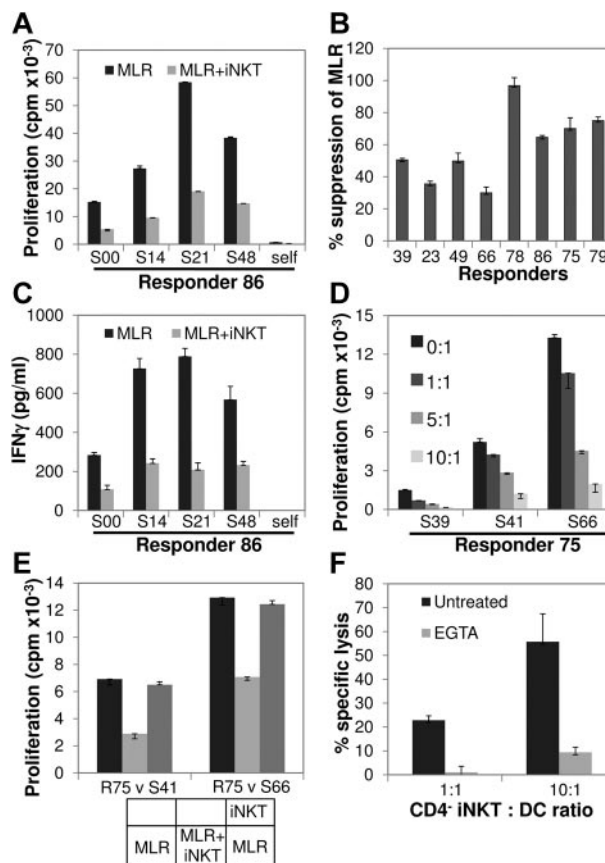 A
Proliferation (cpm x10⁻³)
70
60
50
40
30
20
10
0
MLR
MLR+iNKT
S00 S14 S21 S48 self
Responder 86
B
% suppression of MLR
120
100
80
60
40
20
0
39 23 49 66 78 86 75 79
Responders
C
IFNγ (pg/ml)
1000
800
600
400
200
0
MLR
MLR+iNKT
S00 S14 S21 S48 self
Responder 86
D
Proliferation (cpm x10⁻³)
15
12
9
6
3
0
0:1
1:1
5:1
10:1
S39 S41 S66
Responder 75
E
Proliferation (cpm x10⁻³)
14
12
10
8
6
4
2
0
R75 v S41 R75 v S66
iNKT
MLR MLR+ iNKT MLR
F
% specific lysis
80
70
60
50
40
30
20
10
0
Untreated
EGTA
1:1 10:1
CD4⁻ iNKT : DC ratio